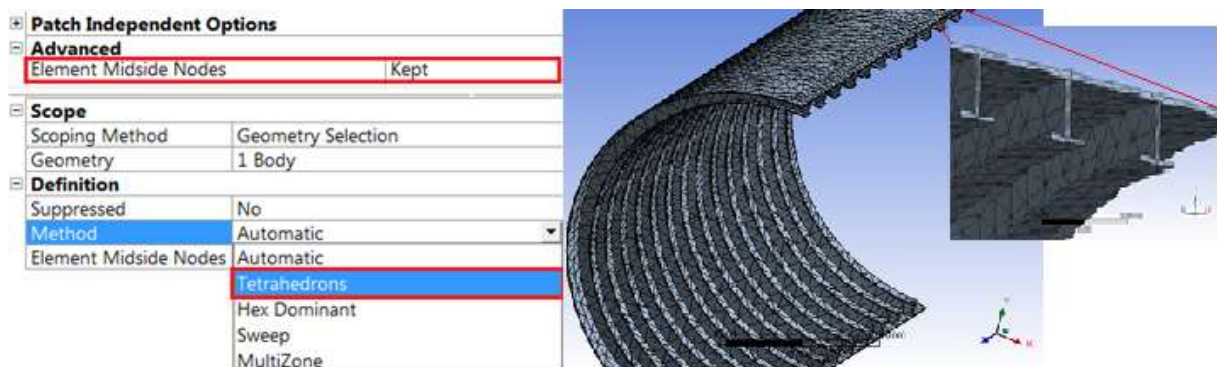 Patch Independent Options
Advanced
Element Midside Nodes Kept
Scope
Scoping Method Geometry Selection
Geometry 1 Body
Definition
Suppressed No
Method Automatic
Element Midside Nodes Automatic
Tetrahedrons
Hex Dominant
Sweep
MultiZone